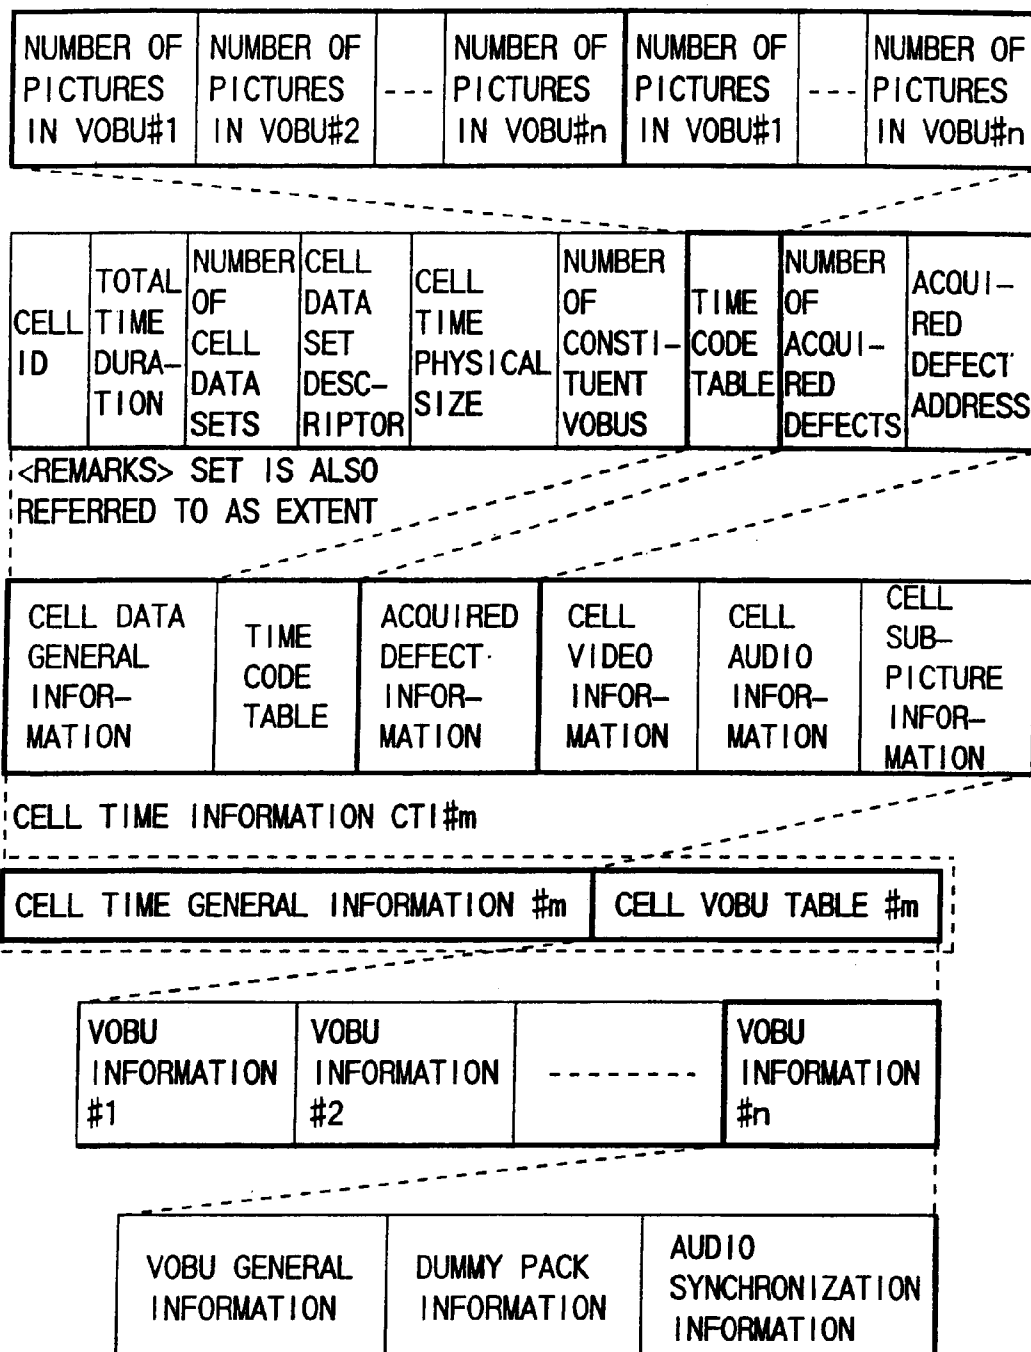 NUMBER OF
PICTURES
IN VOBU#1
NUMBER OF
PICTURES
IN VOBU#2
---
NUMBER OF
PICTURES
IN VOBU#n
NUMBER OF
PICTURES
IN VOBU#1
---
NUMBER OF
PICTURES
IN VOBU#n
CELL
ID
TOTAL
TIME
DURA-
TION
NUMBER
OF
CELL
DATA
SETS
CELL
DATA
SET
DESC-
RIPTOR
CELL
TIME
PHYSICAL
SIZE
NUMBER
OF
CONSTI-
TUENT
VOBUS
TIME
CODE
TABLE
NUMBER
OF
ACQUI-
RED
DEFECTS
ACQUI-
RED
DEFECT
ADDRESS
<REMARKS> SET IS ALSO
REFERRED TO AS EXTENT
CELL DATA
GENERAL
INFOR-
MATION
TIME
CODE
TABLE
ACQUIRED
DEFECT
INFOR-
MATION
CELL
VIDEO
INFOR-
MATION
CELL
AUDIO
INFOR-
MATION
CELL
SUB-
PICTURE
INFOR-
MATION
CELL TIME INFORMATION CTI#m
CELL TIME GENERAL INFORMATION #m
CELL VOBU TABLE #m
VOBU
INFORMATION
#1
VOBU
INFORMATION
#2
--------
VOBU
INFORMATION
#n
VOBU GENERAL
INFORMATION
DUMMY PACK
INFORMATION
AUDIO
SYNCHRONIZATION
INFORMATION